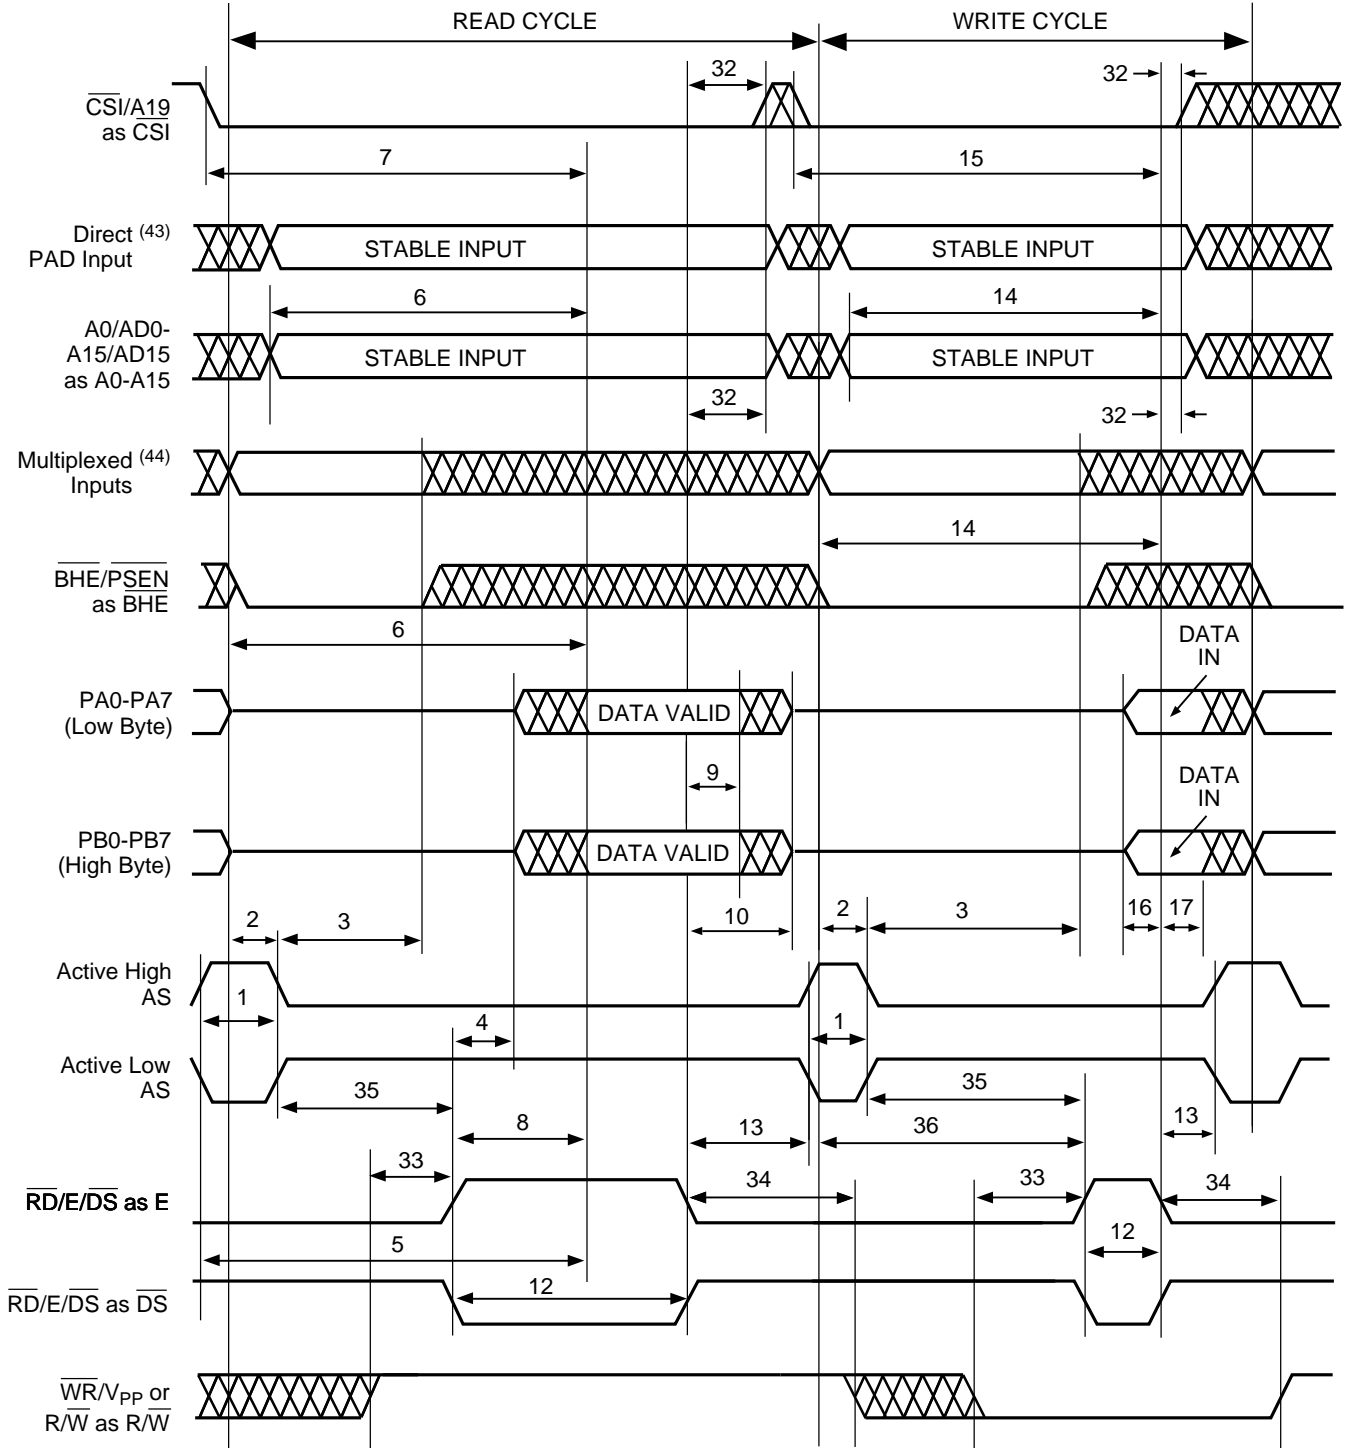 READ CYCLE
WRITE CYCLE
32
32
CSI/A19
as CSI
7
15
Direct (43)
PAD Input
STABLE INPUT
STABLE INPUT
6
14
A0/AD0-
A15/AD15
as A0-A15
STABLE INPUT
STABLE INPUT
32
32
Multiplexed (44)
Inputs
14
BHE/PSEN
as BHE
6
DATA
IN
PA0-PA7
(Low Byte)
DATA VALID
9
DATA
IN
PB0-PB7
(High Byte)
DATA VALID
2
3
10
2
3
16
17
Active High
AS
1
4
1
Active Low
AS
35
35
8
13
36
13
33
34
33
34
RD/E/DS as E
5
12
12
RD/E/DS as DS
WR/VPP or
R/W as R/W